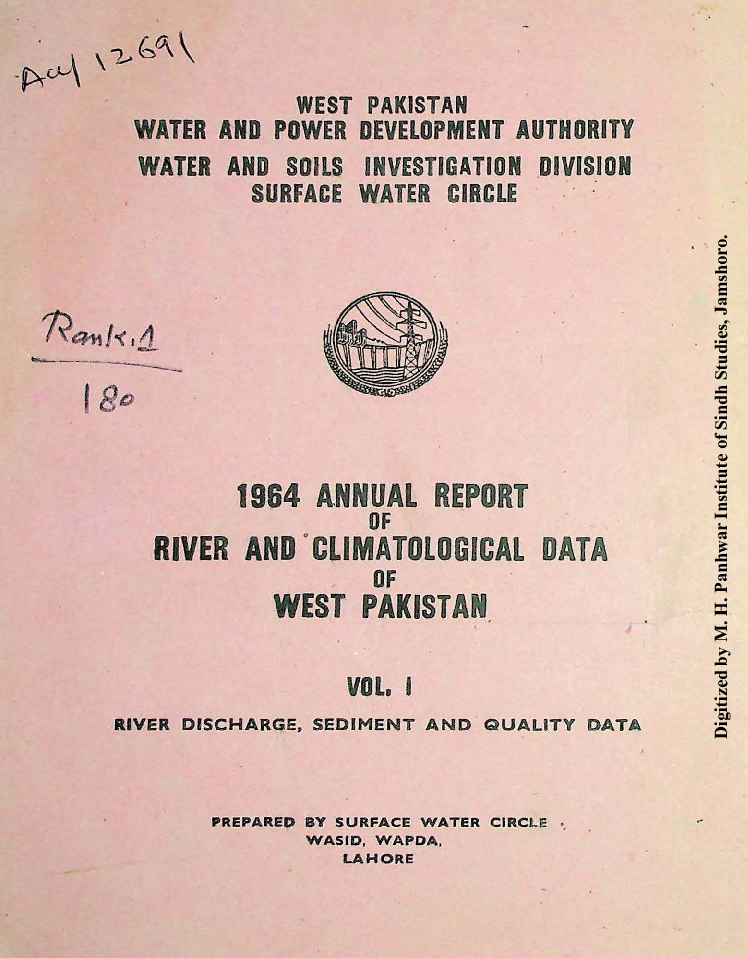 Acc/ 12691
WEST PAKISTAN
WATER AND POWER DEVELOPMENT AUTHORITY
WATER AND SOILS INVESTIGATION DIVISION
SURFACE WATER CIRCLE
Rank.1
180
1964 ANNUAL REPORT
OF
RIVER AND CLIMATOLOGICAL DATA
OF
WEST PAKISTAN
VOL. I
RIVER DISCHARGE, SEDIMENT AND QUALITY DATA
PREPARED BY SURFACE WATER CIRCLE
WASID, WAPDA,
LAHORE
Digitized by M. H. Panhwar Institute of Sindh Studies, Jamshoro.